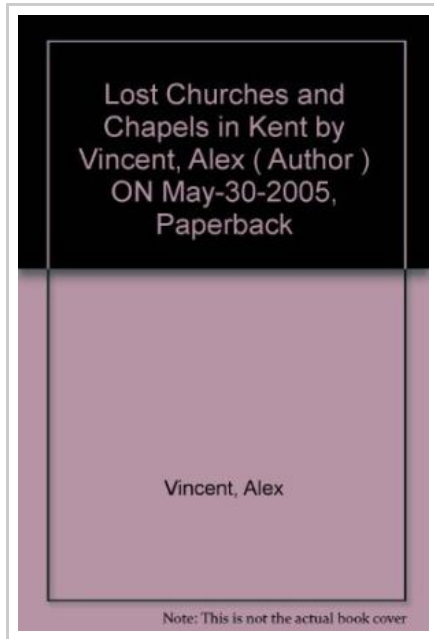 Lost Churches and
Chapels in Kent by
Vincent, Alex ( Author )
ON May-30-2005,
Paperback
Vincent, Alex
Note: This is not the actual book cover